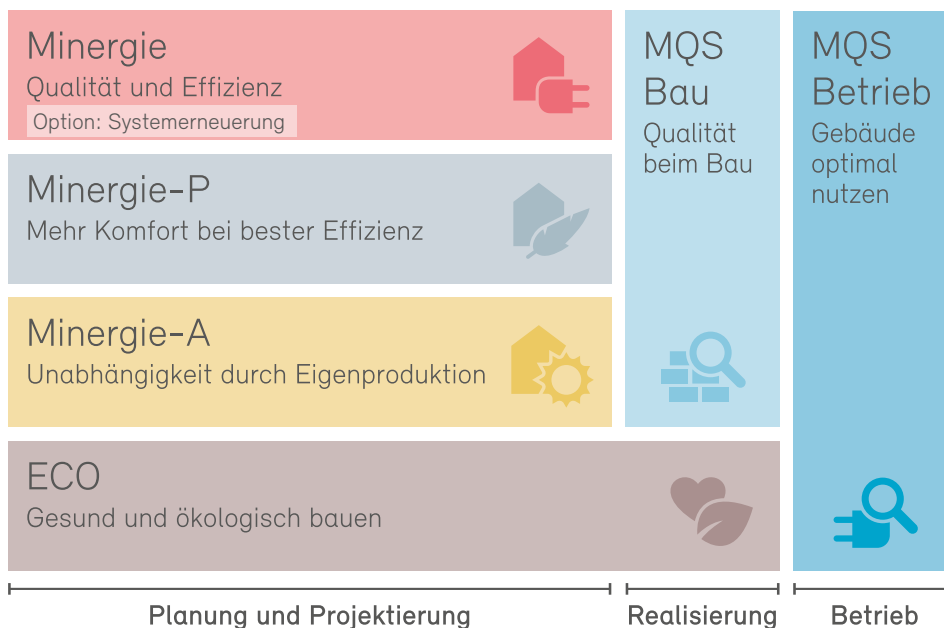 Minergie
Qualität und Effizienz
Option: Systemerneuerung
Minergie-P
Mehr Komfort bei bester Effizienz
Minergie-A
Unabhängigkeit durch Eigenproduktion
ECO
Gesund und ökologisch bauen
MQS
Bau
Qualität
beim Bau
MQS
Betrieb
Gebäude
optimal
nutzen
Planung und Projektierung
Realisierung
Betrieb